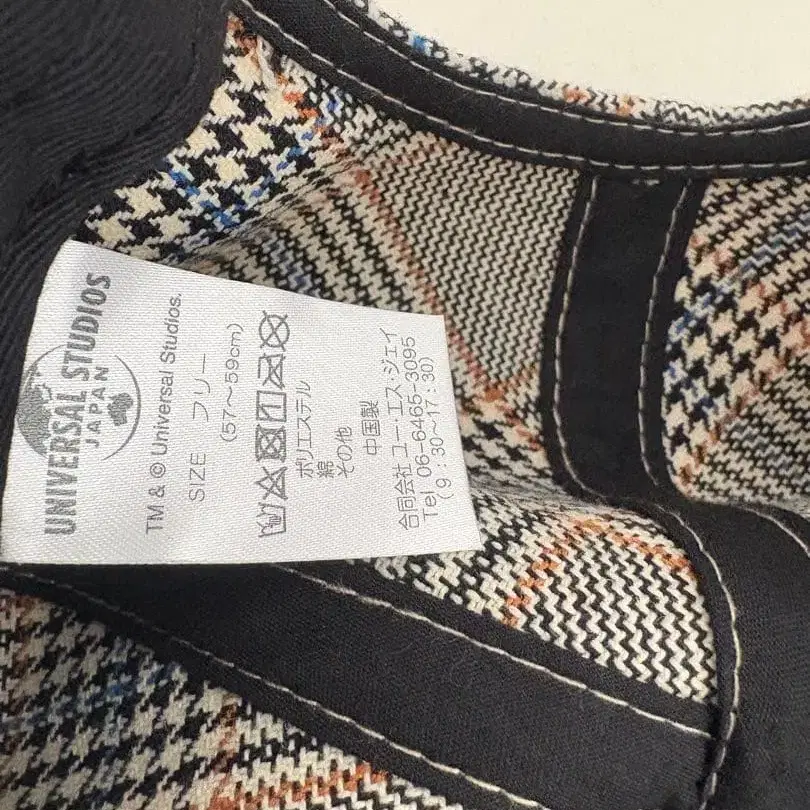 UNIVERSAL STUDIOS
JAPAN
TM & © Universal Studios.
SIZE フリー
(57～59cm)
ポリエステル
綿
その他
中国製
合同会社 ユー・エス・ジェイ
Tel 06-6465-3095
(9:30～17:30)